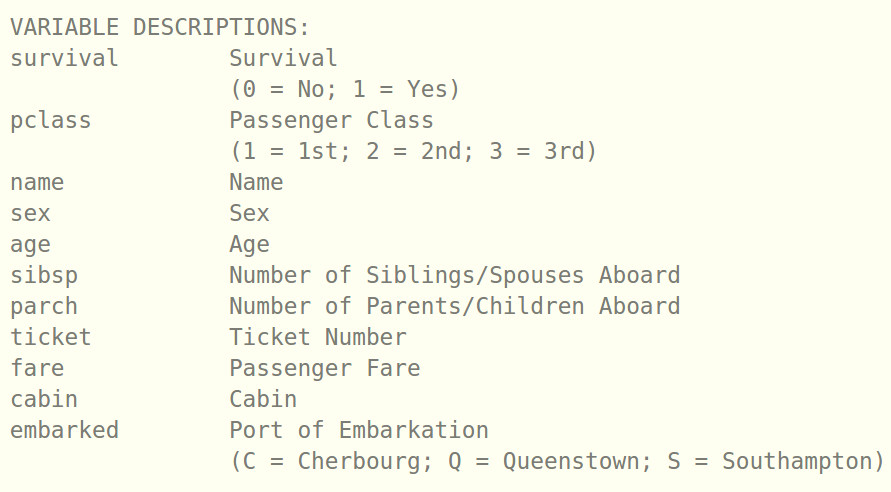 VARIABLE DESCRIPTIONS:
survival Survival
(0 = No; 1 = Yes)
pclass Passenger Class
(1 = 1st; 2 = 2nd; 3 = 3rd)
name Name
sex Sex
age Age
sibsp Number of Siblings/Spouses Aboard
parch Number of Parents/Children Aboard
ticket Ticket Number
fare Passenger Fare
cabin Cabin
embarked Port of Embarkation
(C = Cherbourg; Q = Queenstown; S = Southampton)